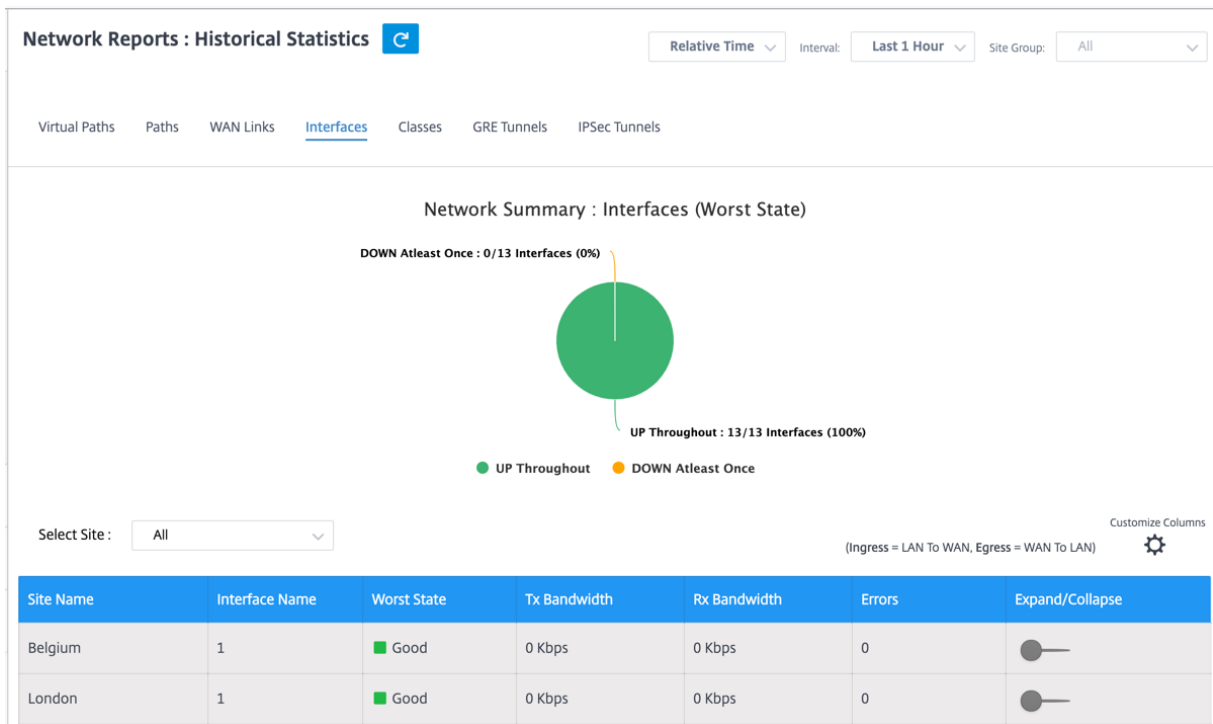 Network Reports : Historical Statistics
Relative Time
Interval:
Last 1 Hour
Site Group:
All
Virtual Paths
Paths
WAN Links
Interfaces
Classes
GRE Tunnels
IPSec Tunnels
Network Summary : Interfaces (Worst State)
DOWN Atleast Once : 0/13 Interfaces (0%)
UP Throughout : 13/13 Interfaces (100%)
UP Throughout
DOWN Atleast Once
Select Site :
All
Customize Columns
(Ingress = LAN To WAN, Egress = WAN To LAN)
Site Name Interface Name Worst State Tx Bandwidth Rx Bandwidth Errors Expand/Collapse
Belgium 1 Good 0 Kbps 0 Kbps 0
London 1 Good 0 Kbps 0 Kbps 0